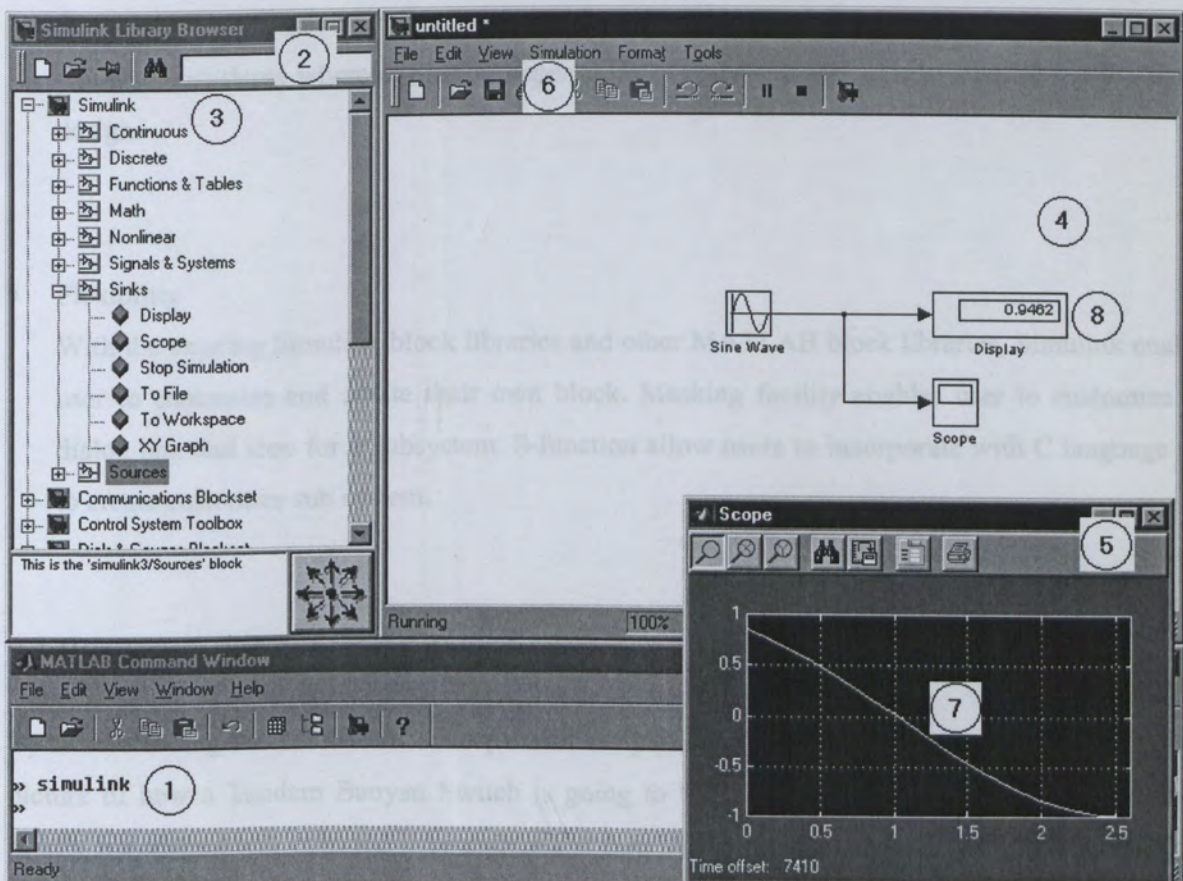 Simulink Library Browser
2
3
Simulink
Continuous
Discrete
Functions & Tables
Math
Nonlinear
Signals & Systems
Sinks
Display
Scope
Stop Simulation
To File
To Workspace
XY Graph
Sources
Communications Blockset
Control System Toolbox
This is the 'simulink3/Sources' block
untitled *
File Edit View Simulation Format Tools
6
4
0.9462
8
Sine Wave
Display
Scope
Running 100%
MATLAB Command Window
File Edit View Window Help
?
» simulink
1
»
Ready
Scope
5
1
0.5
0
-0.5
-1
7
0 0.5 1 1.5 2 2.5
Time offset: 7410